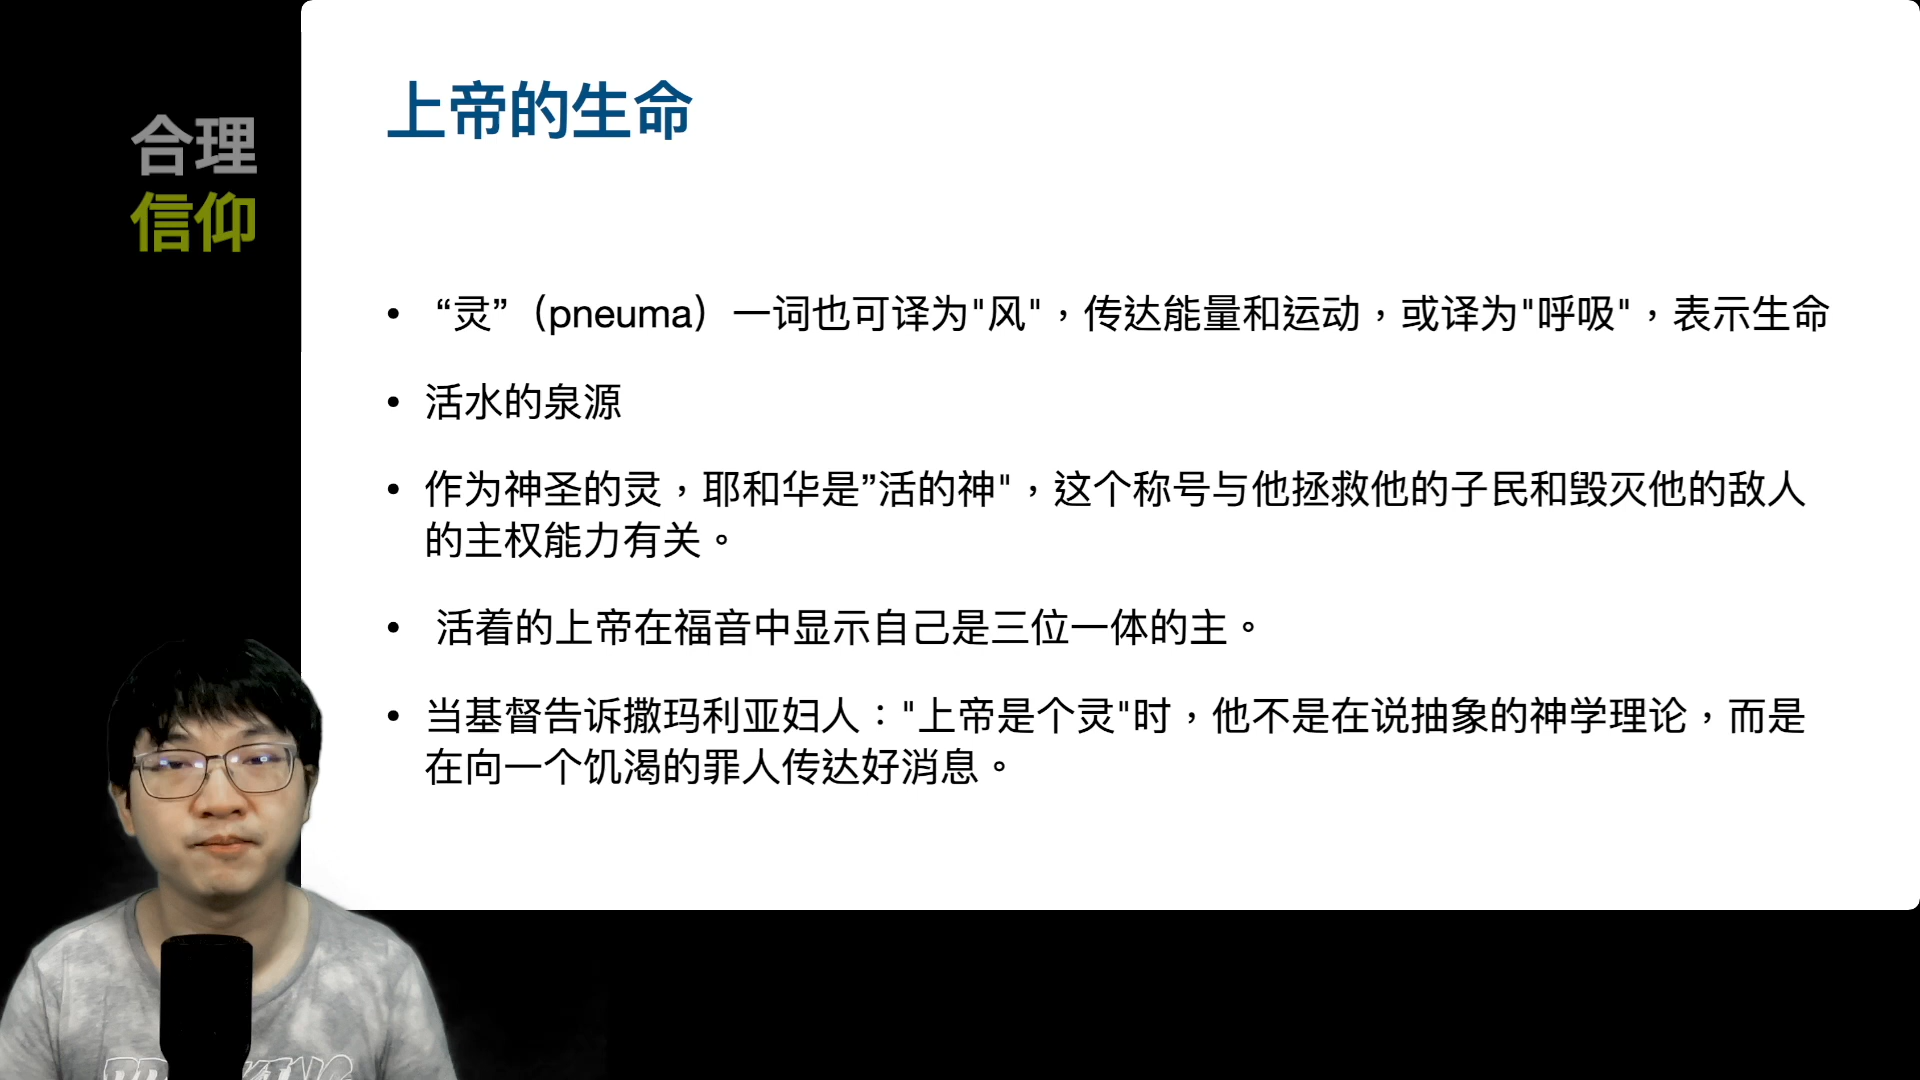 合理
信仰
上帝的生命
• “灵”（pneuma）一词也可译为"风"，传达能量和运动，或译为"呼吸"，表示生命
• 活水的泉源
• 作为神圣的灵，耶和华是”活的神"，这个称号与他拯救他的子民和毁灭他的敌人
的主权能力有关。
• 活着的上帝在福音中显示自己是三位一体的主。
• 当基督告诉撒玛利亚妇人："上帝是个灵"时，他不是在说抽象的神学理论，而是
在向一个饥渴的罪人传达好消息。